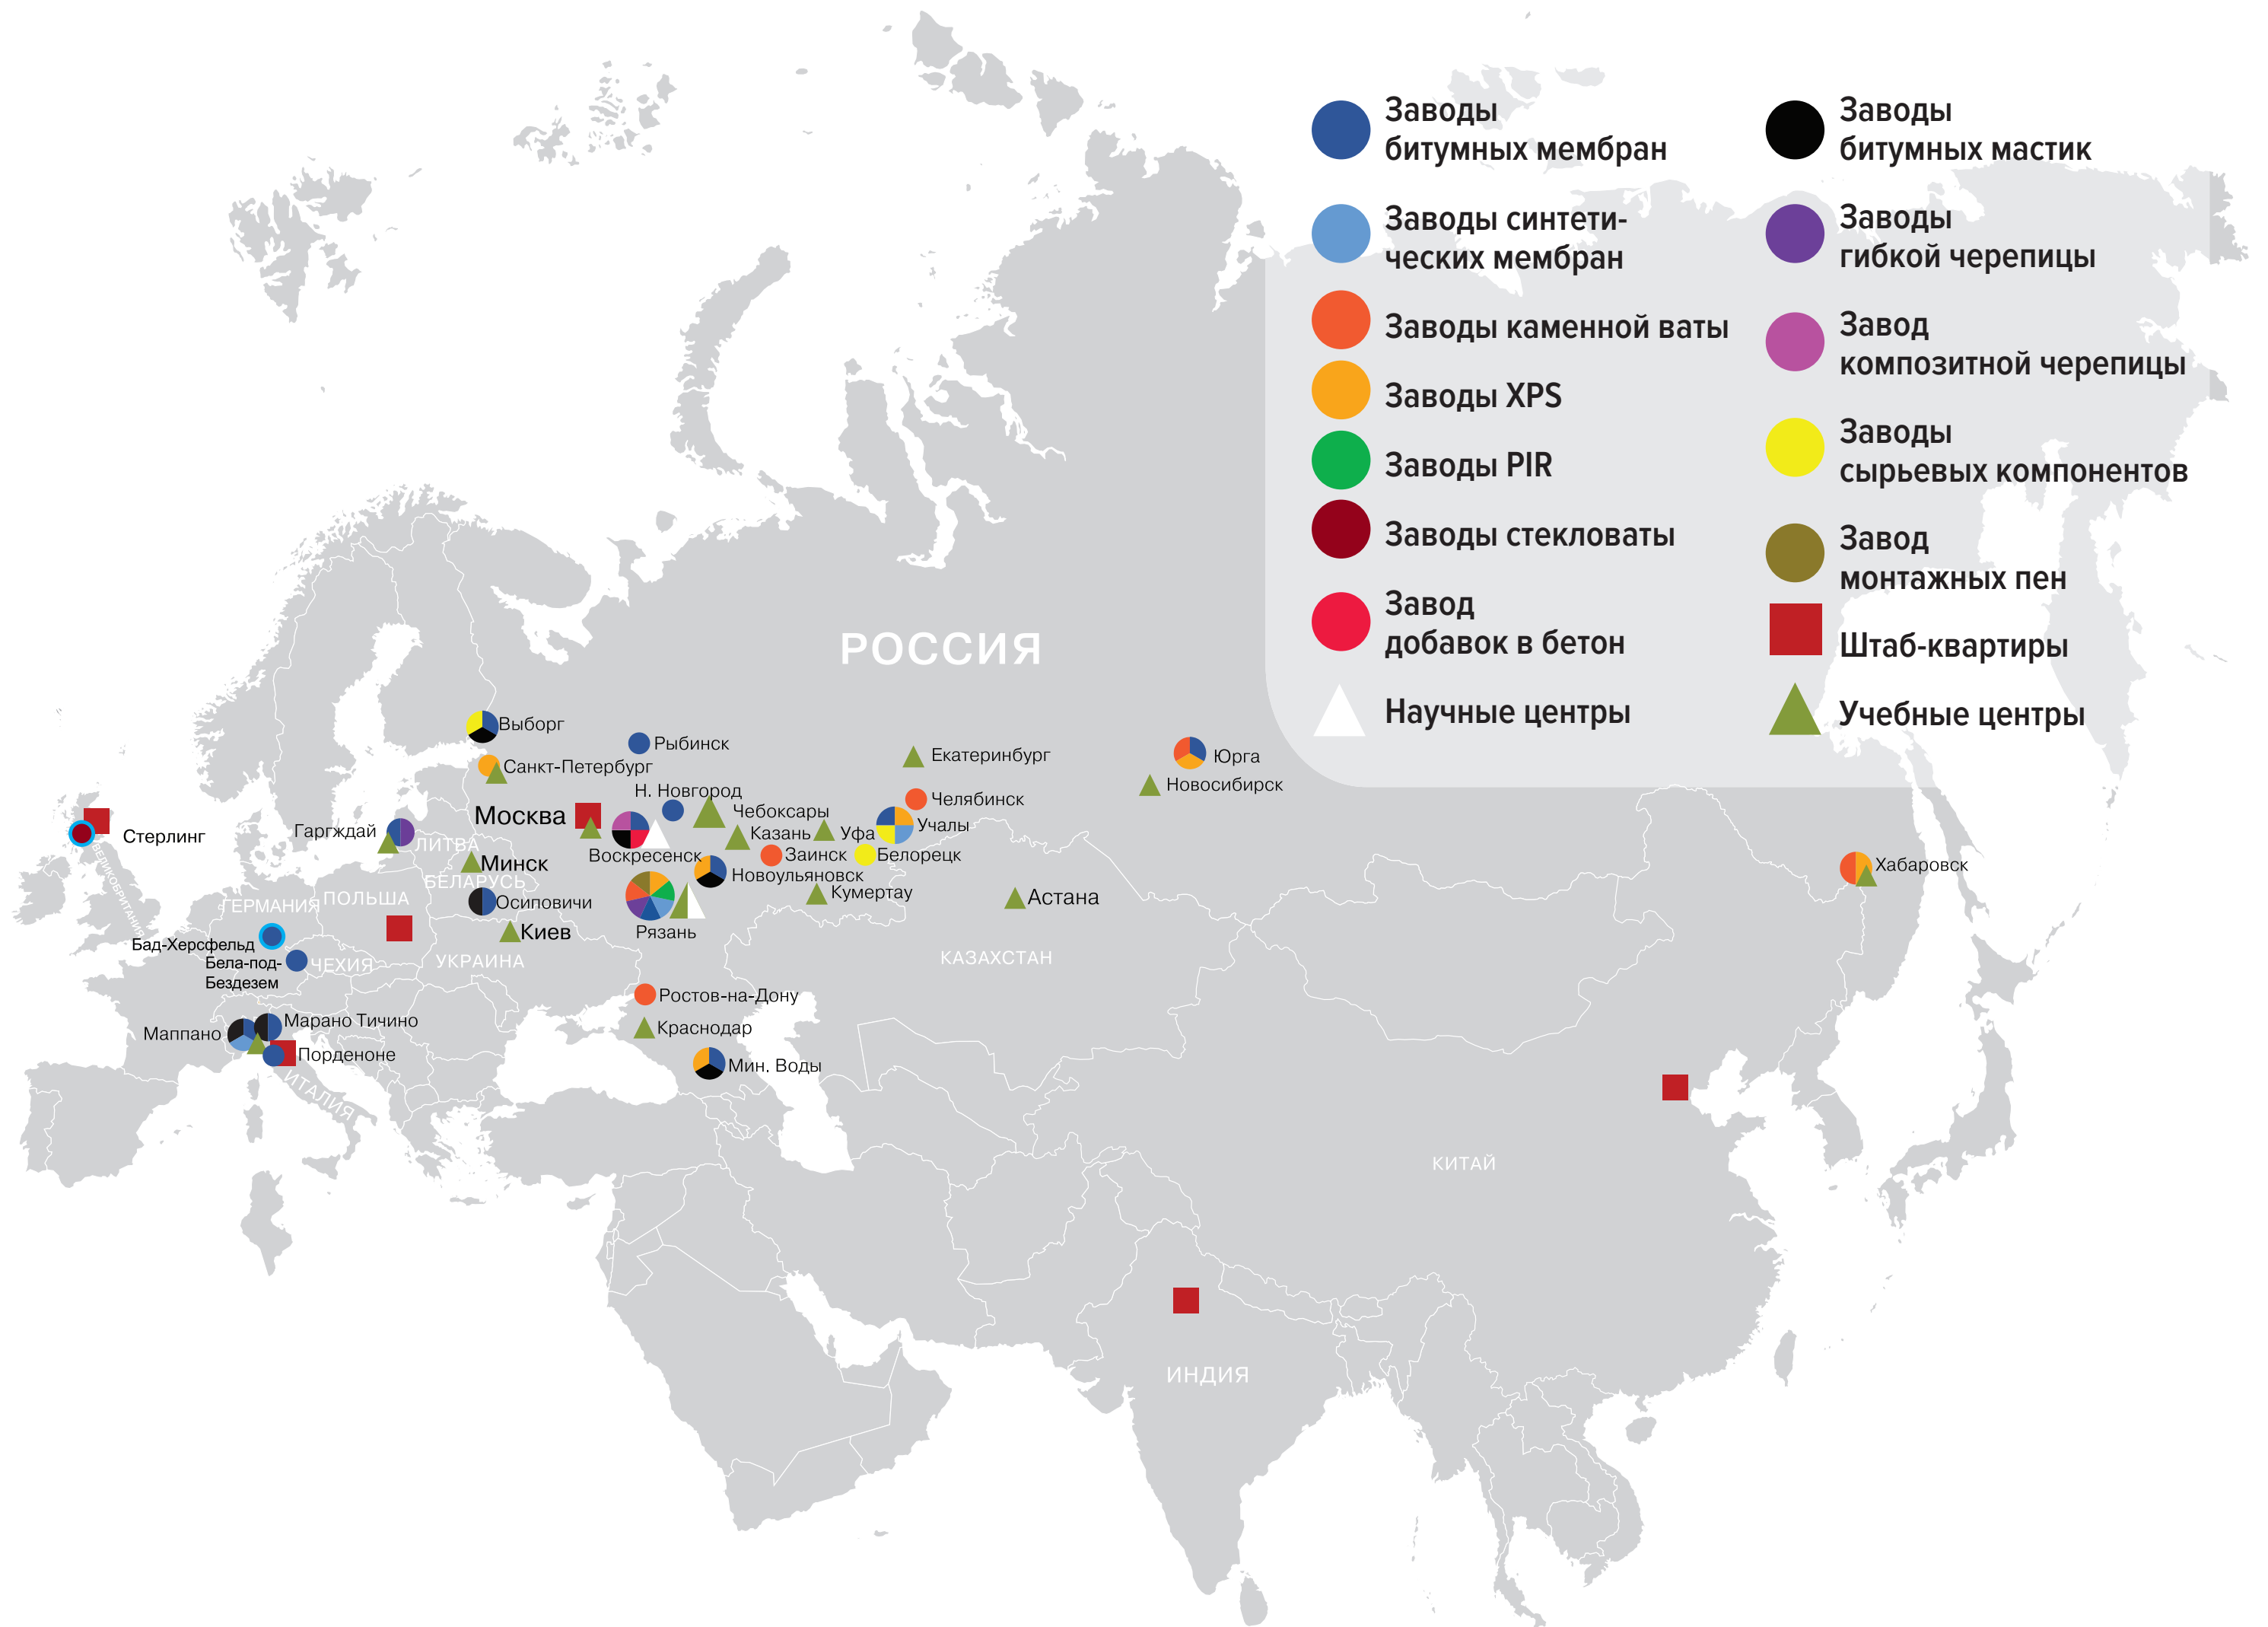 Заводы
битумных мембран
Заводы синтети-
ческих мембран
Заводы каменной ваты
Заводы XPS
Заводы PIR
Заводы стекловаты
Завод
добавок в бетон
Научные центры
Заводы
битумных мастик
Заводы
гибкой черепицы
Завод
композитной черепицы
Заводы
сырьевых компонентов
Завод
монтажных пен
Штаб-квартиры
Учебные центры
РОССИЯ
Выборг
Рыбинск
Санкт-Петербург
Екатеринбург
Юрга
Новосибирск
Н. Новгород
Челябинск
Москва
Чебоксары
Стерлинг
Гаргждай
Казань
Уфа
Учалы
ЛИТВА
ВЕЛИКОБРИТАНИЯ
Воскресенск
Заинск
Белорецк
Минск
Хабаровск
Новоульяновск
БЕЛАРУСЬ
Кумертау
ГЕРМАНИЯ
ПОЛЬША
Осиповичи
Астана
Киев
Рязань
Бад-Херсфельд
Бела-под-
Бездезем
ЧЕХИЯ
УКРАИНА
КАЗАХСТАН
Ростов-на-Дону
Марано Тичино
Маппано
Краснодар
Порденоне
Мин. Воды
ИТАЛИЯ
КИТАЙ
ИНДИЯ